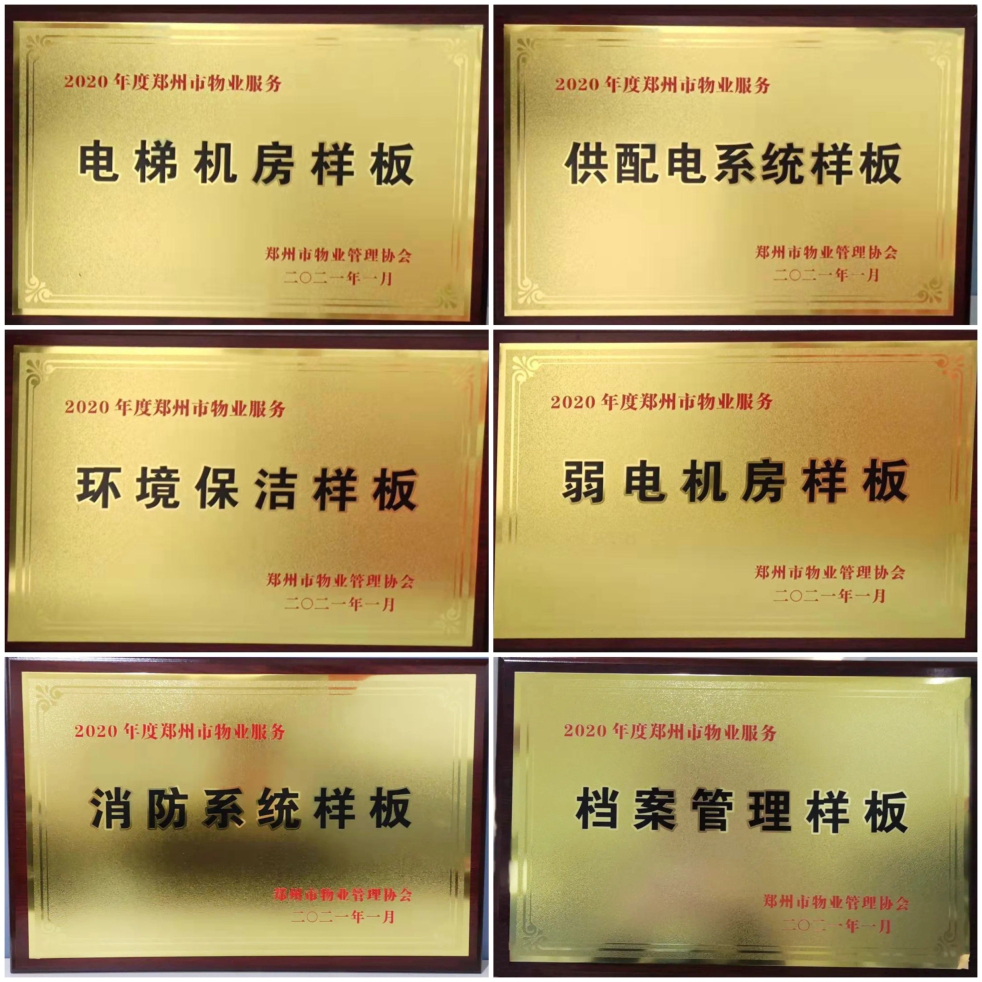 2020年度郑州市物业服务
电梯机房样板
郑州市物业管理协会
二〇二一年一月
2020年度郑州市物业服务
供配电系统样板
郑州市物业管理协会
二〇二一年一月
2020年度郑州市物业服务
环境保洁样板
郑州市物业管理协会
二〇二一年一月
2020年度郑州市物业服务
弱电机房样板
郑州市物业管理协会
二〇二一年一月
2020年度郑州市物业服务
消防系统样板
郑州市物业管理协会
二〇二一年一月
2020年度郑州市物业服务
档案管理样板
郑州市物业管理协会
二〇二一年一月